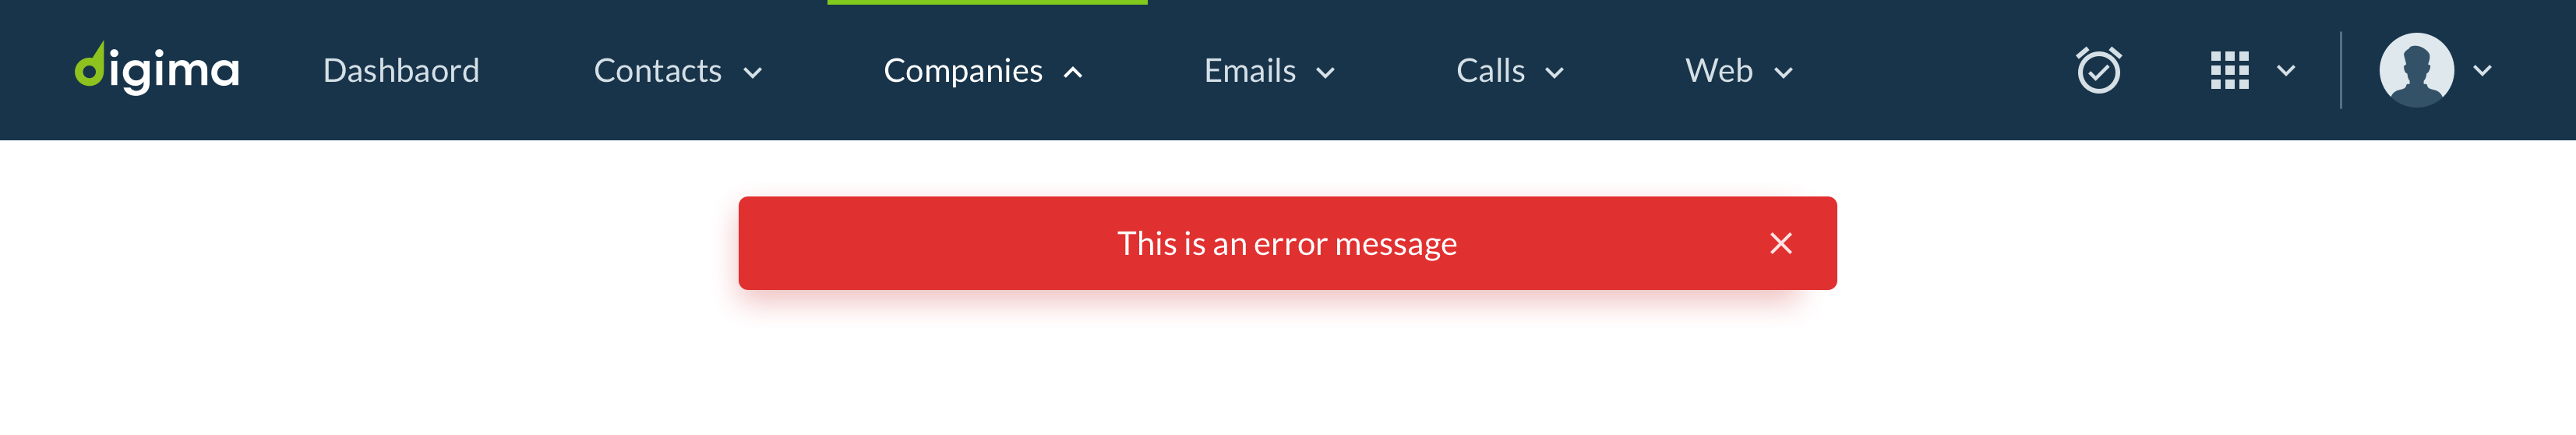 digima
Dashbaord
Contacts
Companies
Emails
Calls
Web
This is an error message